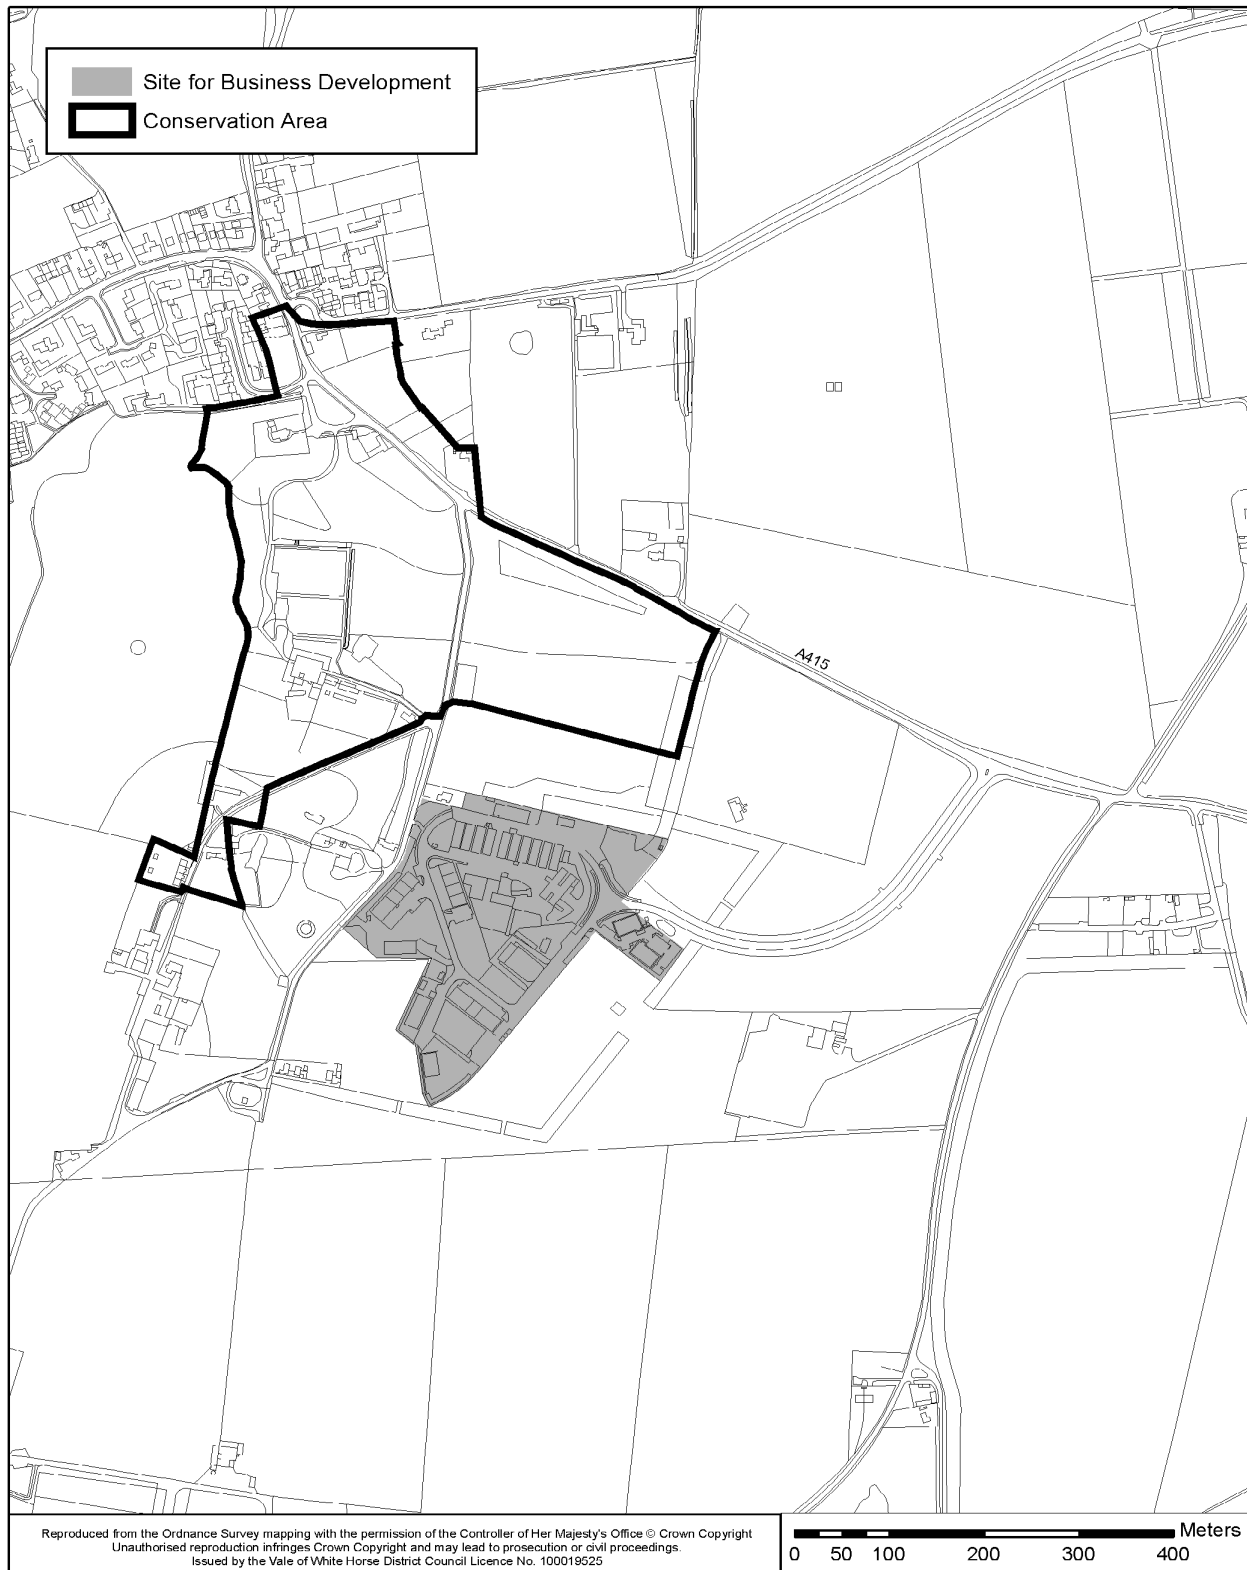 Site for Business Development
Conservation Area
A415
Reproduced from the Ordnance Survey mapping with the permission of the Controller of Her Majesty's Office © Crown Copyright
Unauthorised reproduction infringes Crown Copyright and may lead to prosecution or civil proceedings.
Issued by the Vale of White Horse District Council Licence No. 100019525
Meters
0 50 100 200 300 400